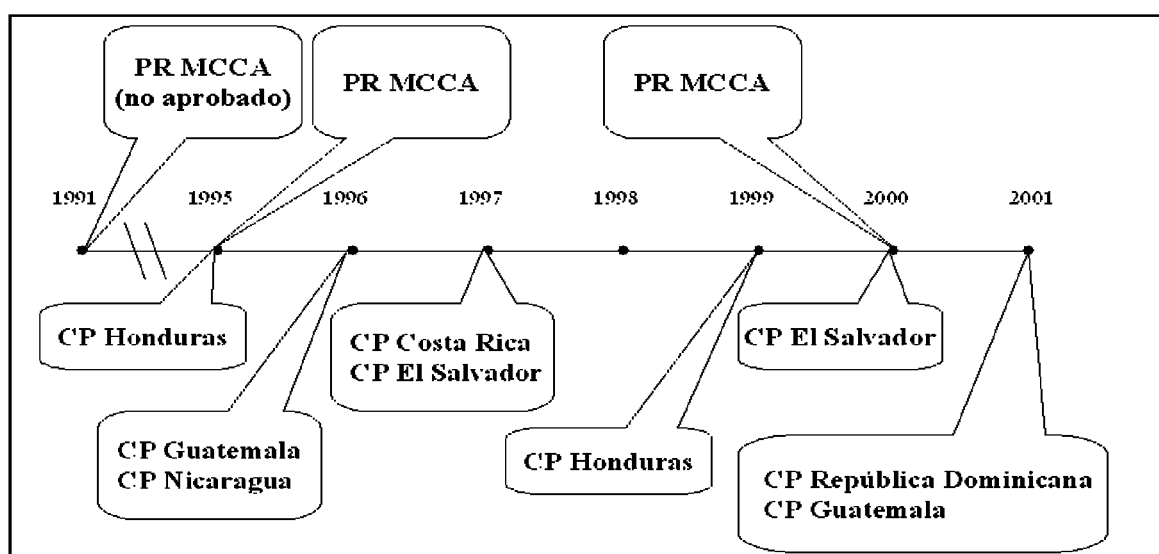 PR MCCA
(no aprobado)
PR MCCA
PR MCCA
1991
1995
1996
1997
1998
1999
2000
2001
CP Honduras
CP Costa Rica
CP El Salvador
CP El Salvador
CP Guatemala
CP Nicaragua
CP Honduras
CP República Dominicana
CP Guatemala